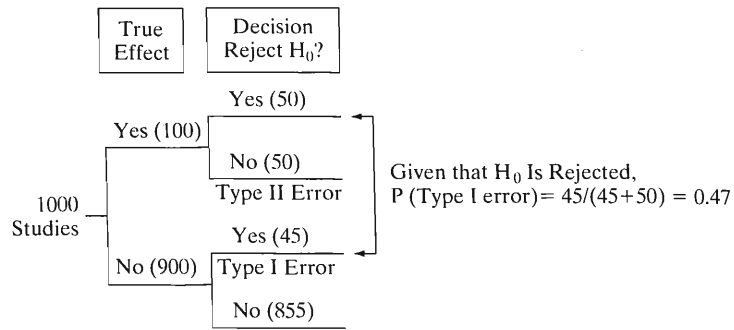 True
Effect
Decision
Reject H₀?
Yes (50)
Yes (100)
No (50)
Type II Error
Given that H₀ Is Rejected,
P (Type I error)= 45/(45+50) = 0.47
1000
Studies
Yes (45)
No (900)
Type I Error
No (855)